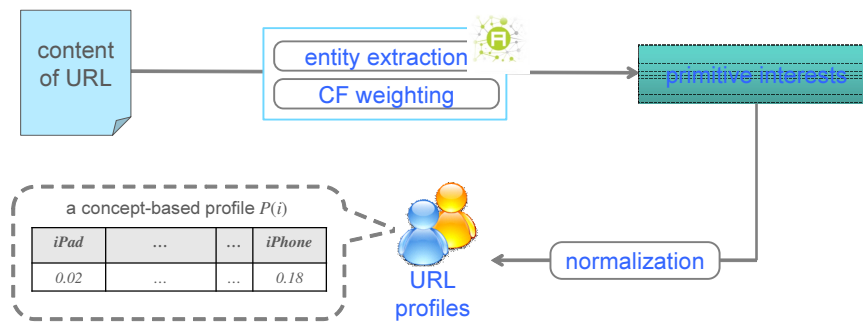 content
of URL
entity extraction
CF weighting
primitive interests
a concept-based profile P(i)
iPad ... ... iPhone
0.02 ... ... 0.18
URL
profiles
normalization